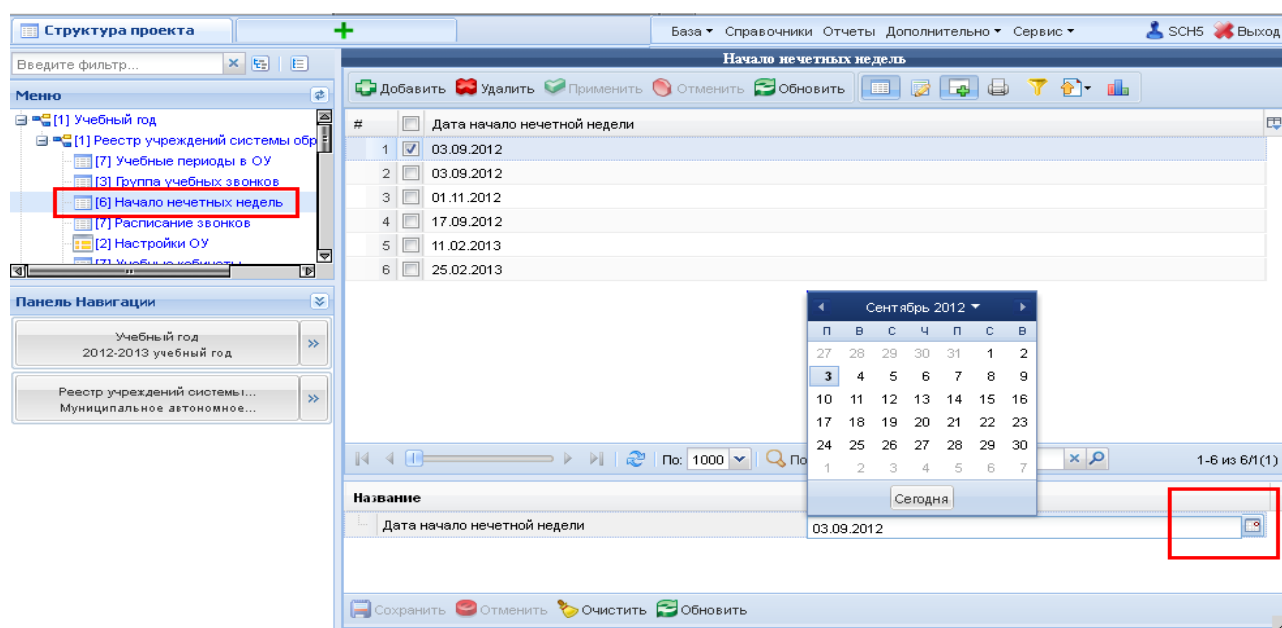 Структура проекта
База Справочники Отчеты Дополнительно Сервис SCH5 Выход
Введите фильтр...
Начало нечетных недель
Меню
Добавить Удалить Применить Отменить Обновить
[1] Учебный год
[1] Реестр учреждений системы обр
[7] Учебные периоды в ОУ
[3] Группа учебных звонков
[6] Начало нечетных недель
[7] Расписание звонков
[2] Настройки ОУ
[7] Учебные кабинеты
# Дата начало нечетной недели
1 03.09.2012
2 03.09.2012
3 01.11.2012
4 17.09.2012
5 11.02.2013
6 25.02.2013
Панель Навигации
Учебный год
2012-2013 учебный год
»
Реестр учреждений системы...
Муниципальное автономное...
»
Сентябрь 2012
П В С Ч П С В
27 28 29 30 31 1 2
3 4 5 6 7 8 9
10 11 12 13 14 15 16
17 18 19 20 21 22 23
24 25 26 27 28 29 30
1 2 3 4 5 6 7
Сегодня
По: 1000 По 1-6 из 6/1(1)
Название
Дата начало нечетной недели 03.09.2012
Сохранить Отменить Очистить Обновить